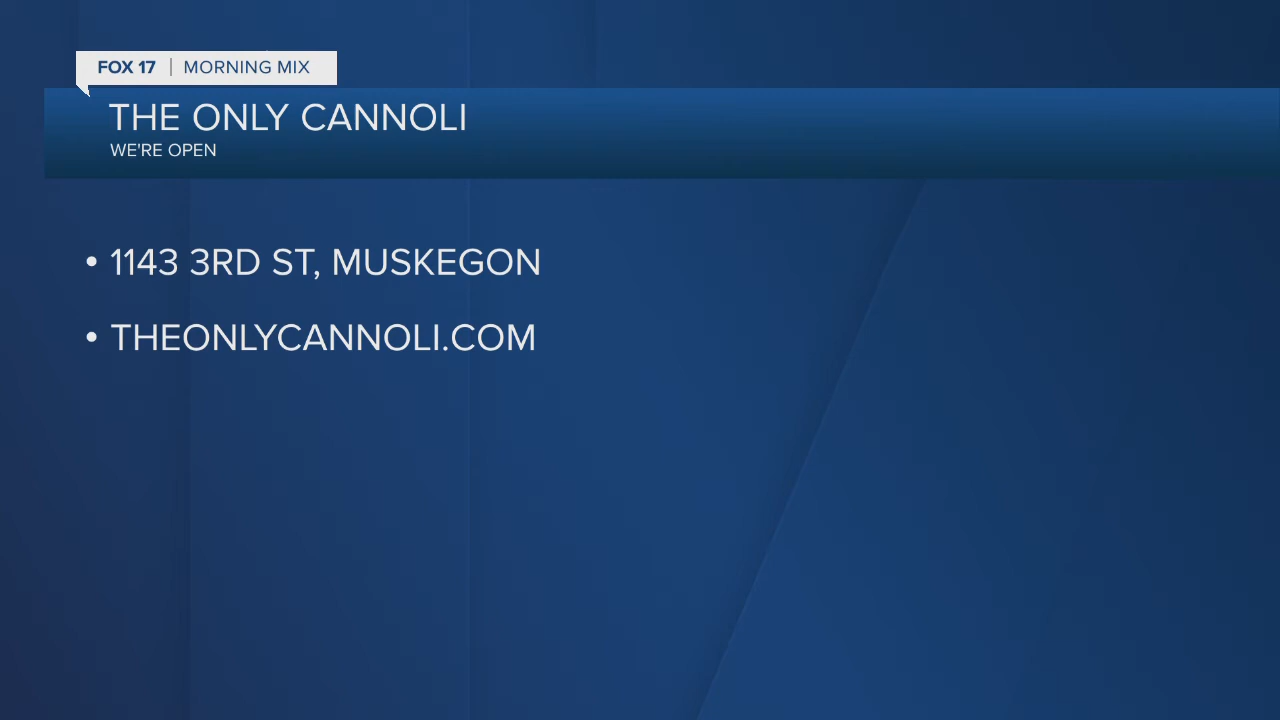 FOX 17 | MORNING MIX
THE ONLY CANNOLI
WE'RE OPEN
• 1143 3RD ST, MUSKEGON
• THEONLYCANNOLI.COM